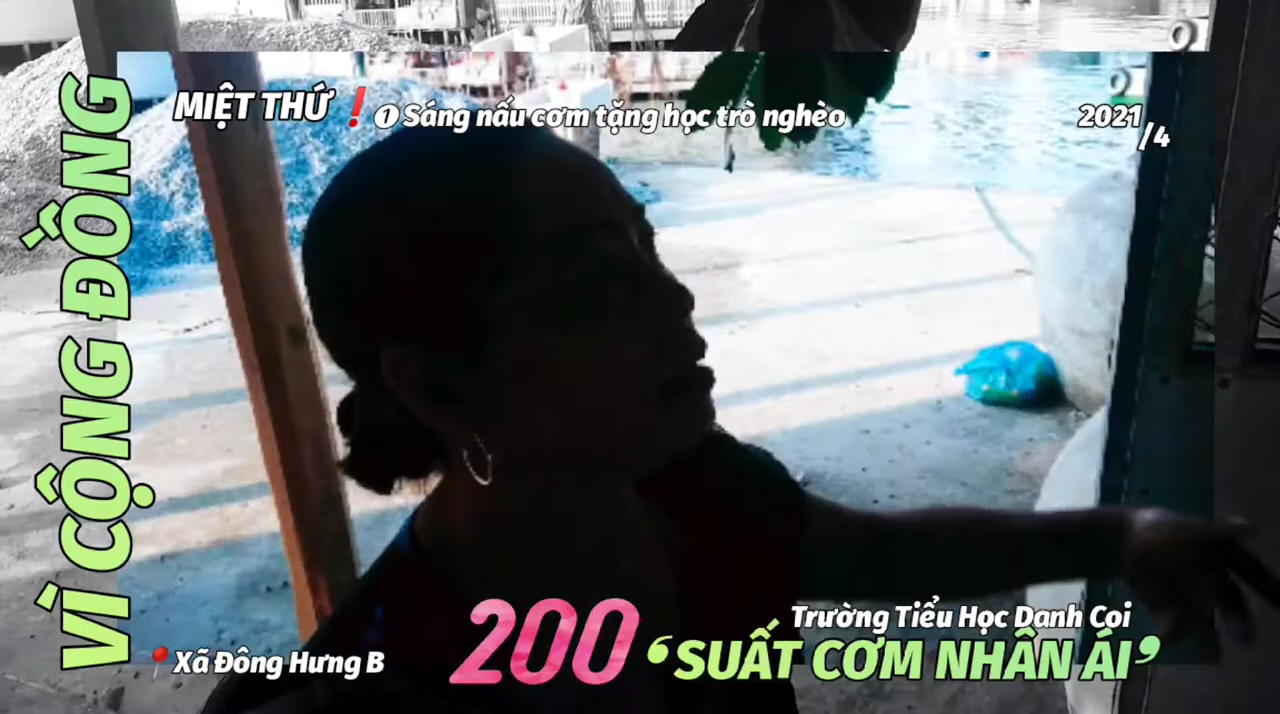 VÌ CỘNG ĐỒNG
MIỆT THỨ❗❶ Sáng nấu cơm tặng học trò nghèo
2021/4
Trường Tiểu Học Danh Coi
📍Xã Đông Hưng B
200 ‘SUẤT CƠM NHÂN ÁI’